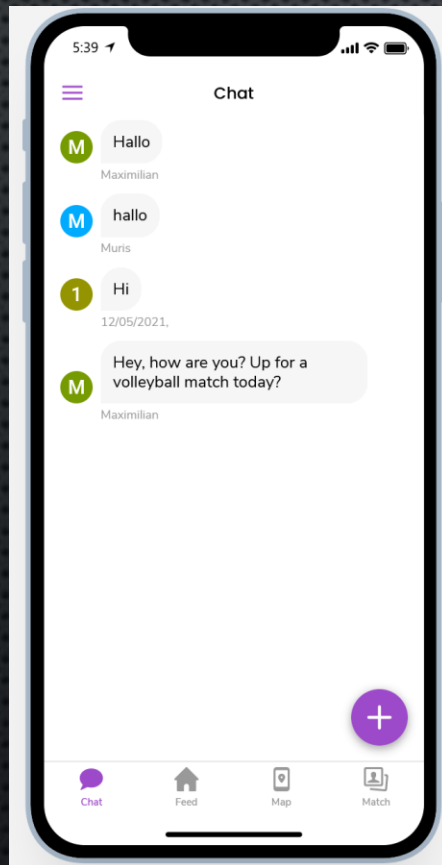 5:39
Chat
M
Hallo
Maximilian
M
hallo
Muris
1
Hi
12/05/2021,
Hey, how are you? Up for a
volleyball match today?
M
Maximilian
Chat
Feed
Map
Match